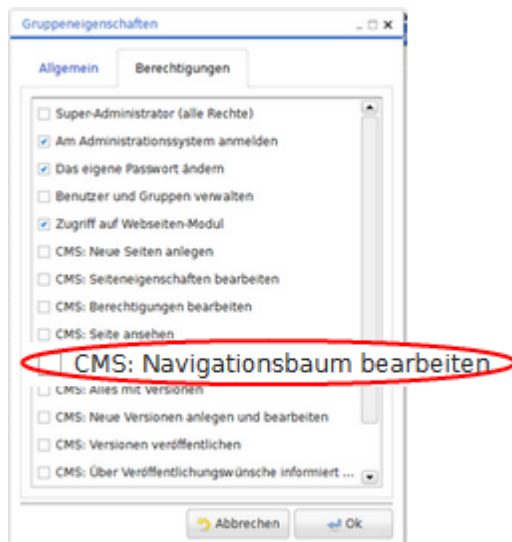 Gruppeneigenschaften
Allgemein Berechtigungen
Super-Administrator (alle Rechte)
Am Administrationssystem anmelden
Das eigene Passwort ändern
Benutzer und Gruppen verwalten
Zugriff auf Webseiten-Modul
CMS: Neue Seiten anlegen
CMS: Seiteneigenschaften bearbeiten
CMS: Berechtigungen bearbeiten
CMS: Seite ansehen
CMS: Navigationsbaum bearbeiten
CMS: Alles mit Versionen
CMS: Neue Versionen anlegen und bearbeiten
CMS: Versionen veröffentlichen
CMS: Über Veröffentlichungswünsche informiert ...
Abbrechen Ok